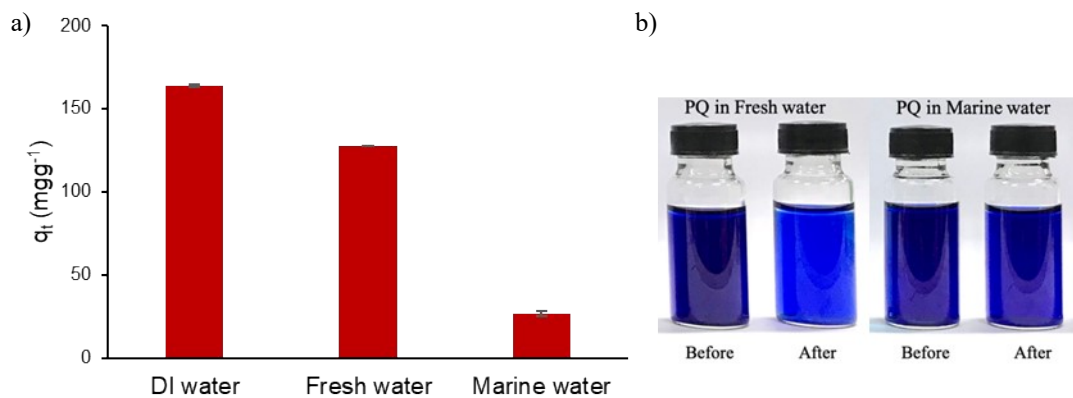 a)
200
150
100
50
0
qt (mgg-1)
DI water
Fresh water
Marine water
b)
PQ in Fresh water
PQ in Marine water
Before
After
Before
After